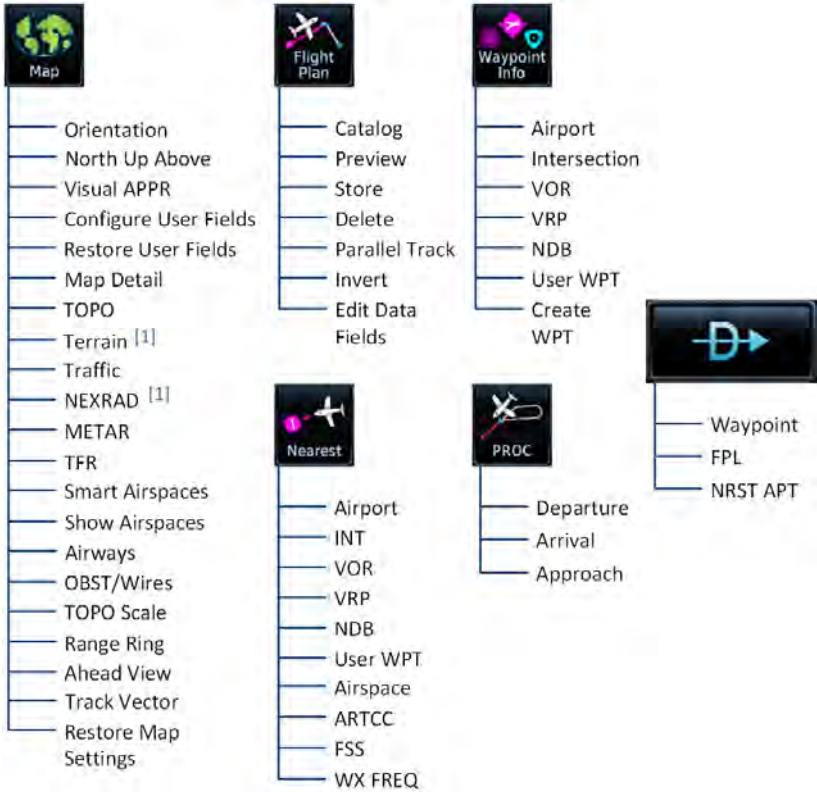 Map
Orientation
North Up Above
Visual APPR
Configure User Fields
Restore User Fields
Map Detail
TOPO
Terrain [1]
Traffic
NEXRAD [1]
METAR
TFR
Smart Airspaces
Show Airspaces
Airways
OBST/Wires
TOPO Scale
Range Ring
Ahead View
Track Vector
Restore Map
Settings
Flight
Plan
Catalog
Preview
Store
Delete
Parallel Track
Invert
Edit Data
Fields
Waypoint
Info
Airport
Intersection
VOR
VRP
NDB
User WPT
Create
WPT
Nearest
Airport
INT
VOR
VRP
NDB
User WPT
Airspace
ARTCC
FSS
WX FREQ
PROC
Departure
Arrival
Approach
D
Waypoint
FPL
NRST APT